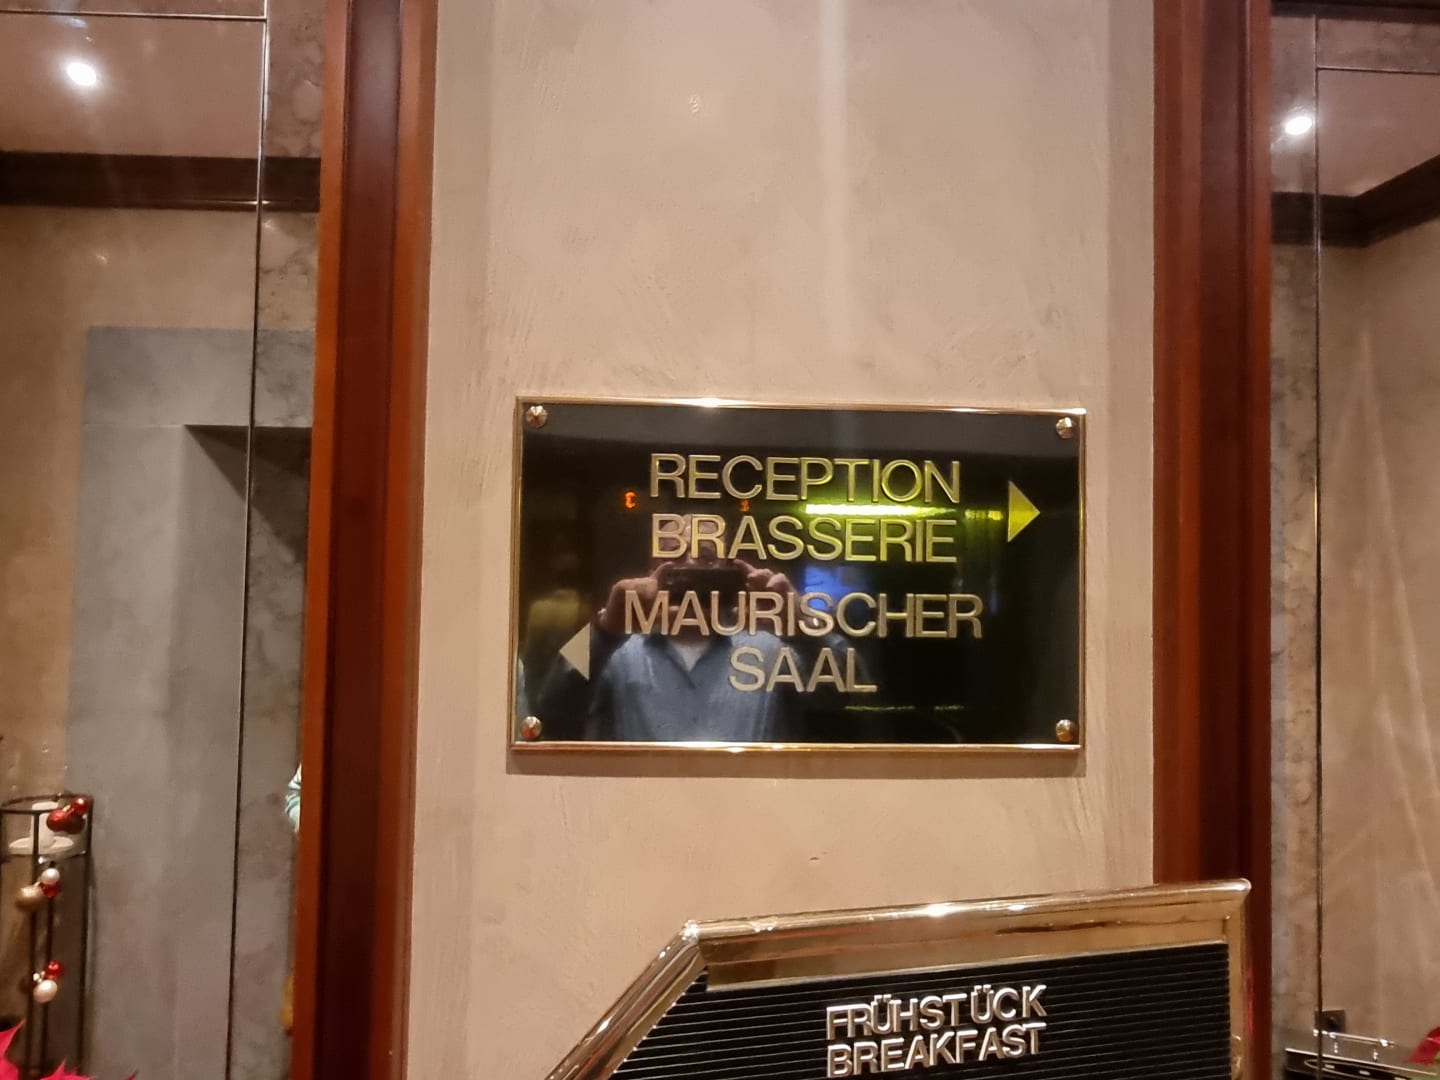 RECEPTION
BRASSERIE
MAURISCHER
SAAL
FRÜHSTÜCK
BREAKFAST